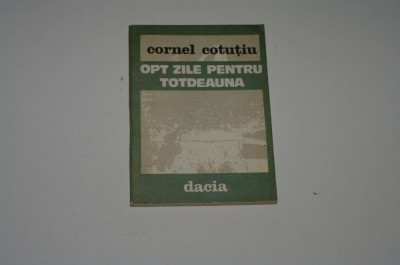 cornel cotuțiu
OPT ZILE PENTRU
TOTDEAUNA
dacia